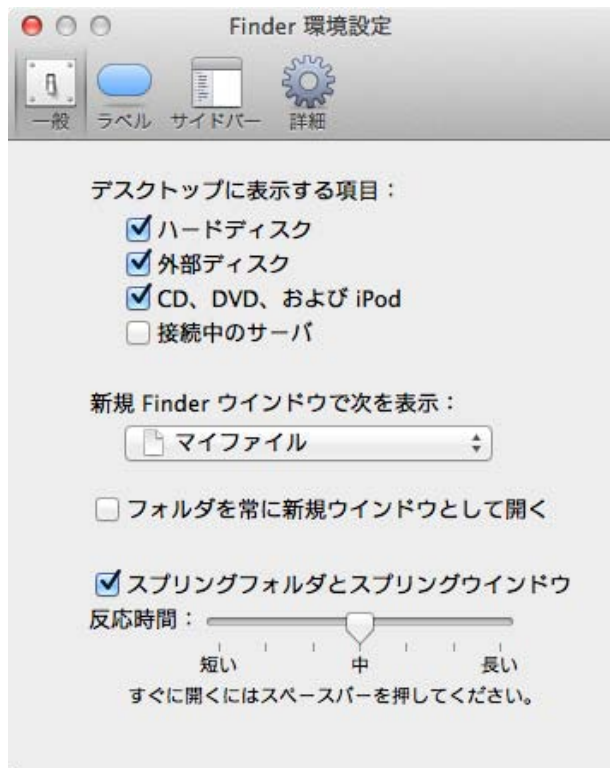 Finder 環境設定
一般 ラベル サイドバー 詳細
デスクトップに表示する項目：
ハードディスク
外部ディスク
CD、DVD、および iPod
接続中のサーバ
新規 Finder ウインドウで次を表示：
マイファイル
フォルダを常に新規ウインドウとして開く
スプリングフォルダとスプリングウインドウ
反応時間：
短い 中 長い
すぐに開くにはスペースバーを押してください。